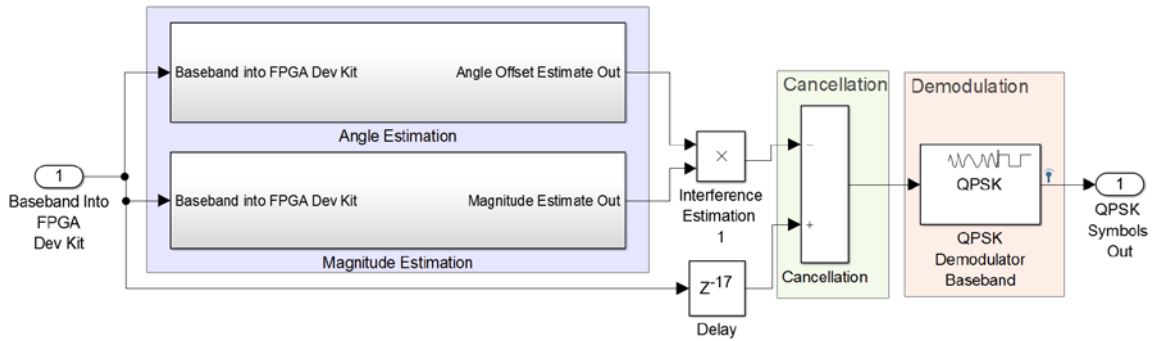 Baseband into FPGA Dev Kit
Angle Offset Estimate Out
Angle Estimation
Baseband into FPGA Dev Kit
Magnitude Estimate Out
Magnitude Estimation
1
Baseband Into
FPGA
Dev Kit
×
Interference
Estimation
1
Z-17
Delay
Cancellation
−
+
Cancellation
Demodulation
QPSK
QPSK
Demodulator
Baseband
1
QPSK
Symbols
Out